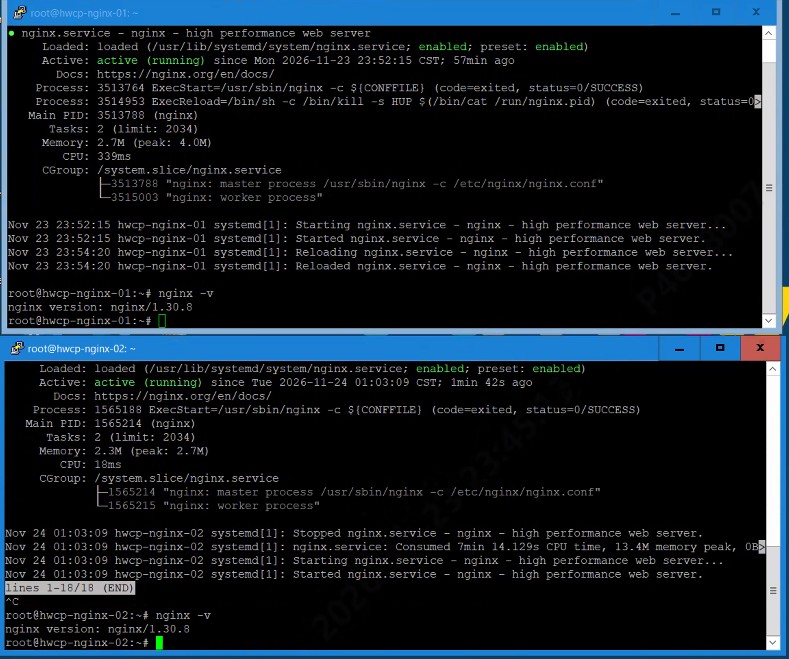 root@hwcp-nginx-01: ~
● nginx.service - nginx - high performance web server
Loaded: loaded (/usr/lib/systemd/system/nginx.service; enabled; preset: enabled)
Active: active (running) since Mon 2026-11-23 23:52:15 CST; 57min ago
Docs: https://nginx.org/en/docs/
Process: 3513764 ExecStart=/usr/sbin/nginx -c ${CONFFILE} (code=exited, status=0/SUCCESS)
Process: 3514953 ExecReload=/bin/sh -c /bin/kill -s HUP $(/bin/cat /run/nginx.pid) (code=exited, status=0>
Main PID: 3513788 (nginx)
Tasks: 2 (limit: 2034)
Memory: 2.7M (peak: 4.0M)
CPU: 339ms
CGroup: /system.slice/nginx.service
├─3513788 "nginx: master process /usr/sbin/nginx -c /etc/nginx/nginx.conf"
└─3515003 "nginx: worker process"
Nov 23 23:52:15 hwcp-nginx-01 systemd[1]: Starting nginx.service - nginx - high performance web server...
Nov 23 23:52:15 hwcp-nginx-01 systemd[1]: Started nginx.service - nginx - high performance web server.
Nov 23 23:54:20 hwcp-nginx-01 systemd[1]: Reloading nginx.service - nginx - high performance web server...
Nov 23 23:54:20 hwcp-nginx-01 systemd[1]: Reloaded nginx.service - nginx - high performance web server.
root@hwcp-nginx-01:~# nginx -v
nginx version: nginx/1.30.8
root@hwcp-nginx-01:~#
root@hwcp-nginx-02: ~
Loaded: loaded (/usr/lib/systemd/system/nginx.service; enabled; preset: enabled)
Active: active (running) since Tue 2026-11-24 01:03:09 CST; 1min 42s ago
Docs: https://nginx.org/en/docs/
Process: 1565188 ExecStart=/usr/sbin/nginx -c ${CONFFILE} (code=exited, status=0/SUCCESS)
Main PID: 1565214 (nginx)
Tasks: 2 (limit: 2034)
Memory: 2.3M (peak: 2.7M)
CPU: 18ms
CGroup: /system.slice/nginx.service
├─1565214 "nginx: master process /usr/sbin/nginx -c /etc/nginx/nginx.conf"
└─1565215 "nginx: worker process"
Nov 24 01:03:09 hwcp-nginx-02 systemd[1]: Stopped nginx.service - nginx - high performance web server.
Nov 24 01:03:09 hwcp-nginx-02 systemd[1]: nginx.service: Consumed 7min 14.129s CPU time, 13.4M memory peak, 0B>
Nov 24 01:03:09 hwcp-nginx-02 systemd[1]: Starting nginx.service - nginx - high performance web server...
Nov 24 01:03:09 hwcp-nginx-02 systemd[1]: Started nginx.service - nginx - high performance web server.
lines 1-18/18 (END)
^C
root@hwcp-nginx-02:~# nginx -v
nginx version: nginx/1.30.8
root@hwcp-nginx-02:~#